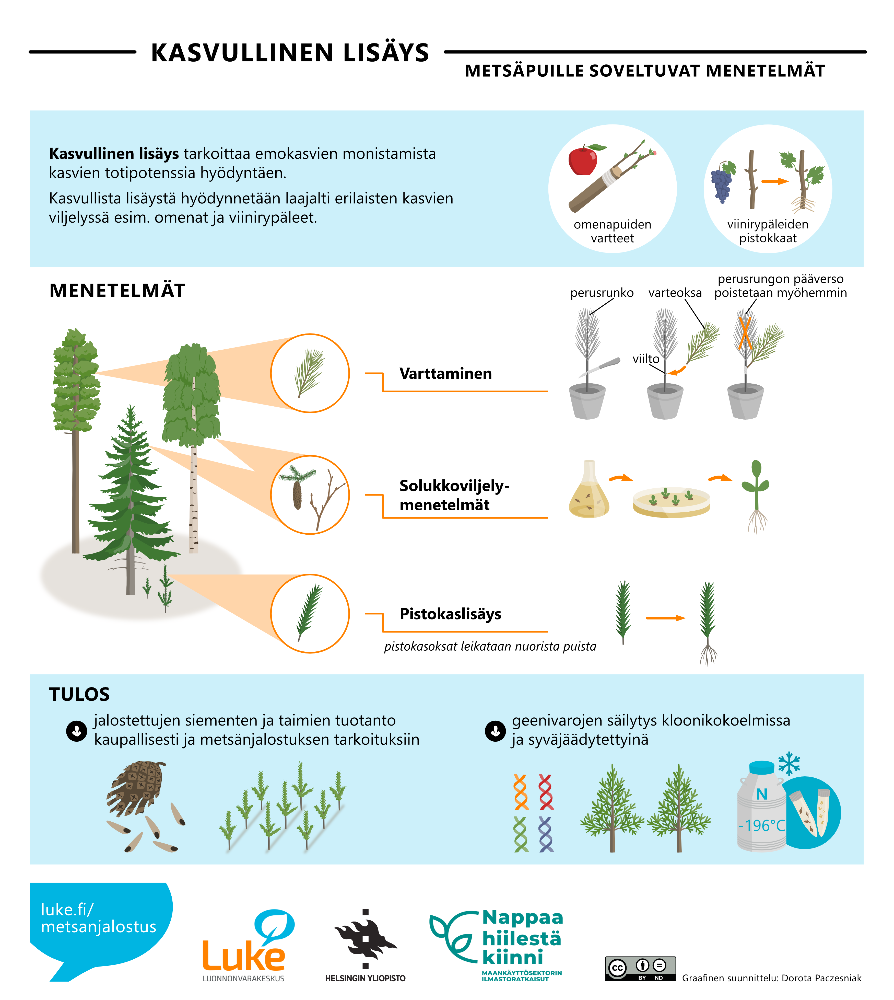 KASVULLINEN LISÄYS
METSÄPUILLE SOVELTUVAT MENETELMÄT
Kasvullinen lisäys tarkoittaa emokasvien monistamista
kasvien totipotenssia hyödyntäen.
Kasvullista lisäystä hyödynnetään laajalti erilaisten kasvien
viljelyssä esim. omenat ja viinirypäleet.
omenapuiden
vartteet
viinirypäleiden
pistokkaat
MENETELMÄT
perusrunko
varteoksa
perusrungon pääverso
poistetaan myöhemmin
viilto
Varttaminen
Solukkoviljely-
menetelmät
Pistokaslisäys
pistokasoksat leikataan nuorista puista
TULOS
jalostettujen siementen ja taimien tuotanto
kaupallisesti ja metsänjalostuksen tarkoituksiin
geenivarojen säilytys kloonikokoelmissa
ja syväjäädytettyinä
N
-196°C
luke.fi/
metsanjalostus
Luke
LUONNONVARAKESKUS
HELSINGIN YLIOPISTO
Nappaa
hiilestä
kiinni
MAANKÄYTTÖSEKTORIN
ILMASTORATKAISUT
cc
BY ND
Graafinen suunnittelu: Dorota Paczesniak